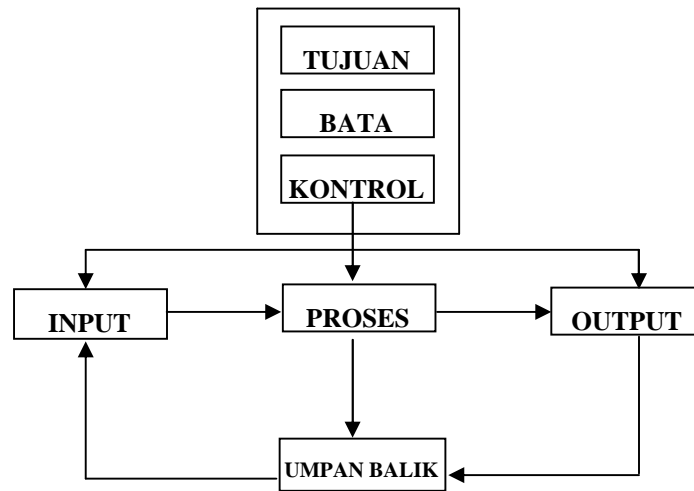 TUJUAN
BATA
KONTROL
INPUT
PROSES
OUTPUT
UMPAN BALIK